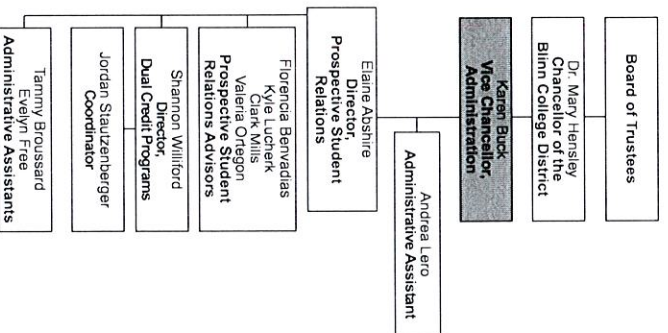 Board of Trustees
Dr. Mary Hensley
Chancellor of the
Blinn College District
Karen Buck
Vice Chancellor,
Administration
Andrea Lero
Administrative Assistant
Elaine Abshire
Director,
Prospective Student
Relations
Florencia Benvadias
Kyle Lucherk
Clark Mills
Valeria Ortegon
Prospective Student
Relations Advisors
Shannon Williford
Director,
Dual Credit Programs
Jordan Stautzenberger
Coordinator
Tammy Broussard
Evelyn Free
Administrative Assistants